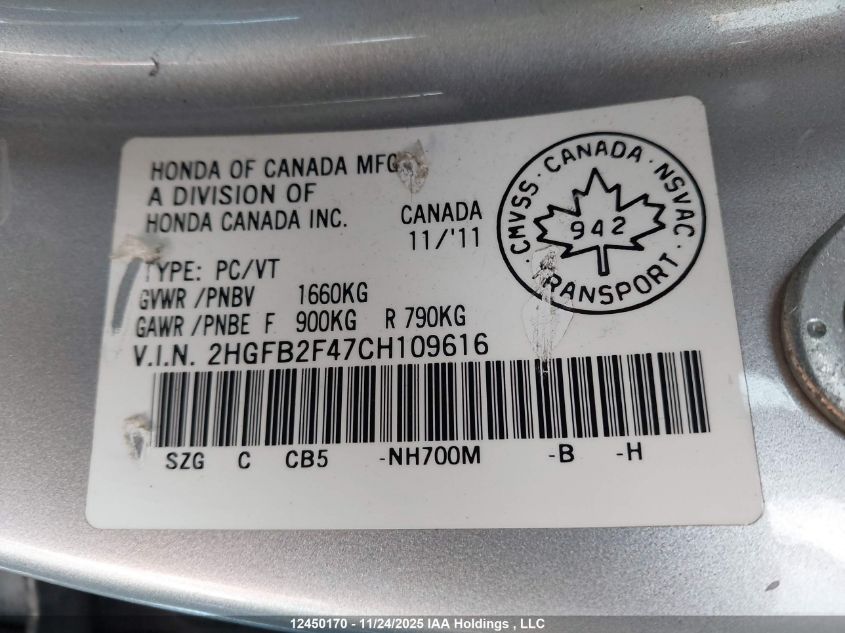 HONDA OF CANADA MFG
A DIVISION OF
HONDA CANADA INC.
CANADA
11/'11
CMVSS · CANADA · NSVAC
942
TRANSPORT
TYPE: PC/VT
GVWR /PNBV 1660KG
GAWR /PNBE F 900KG R 790KG
V.I.N. 2HGFB2F47CH109616
SZG C CB5 -NH700M -B -H
12450170 - 11/24/2025 IAA Holdings , LLC